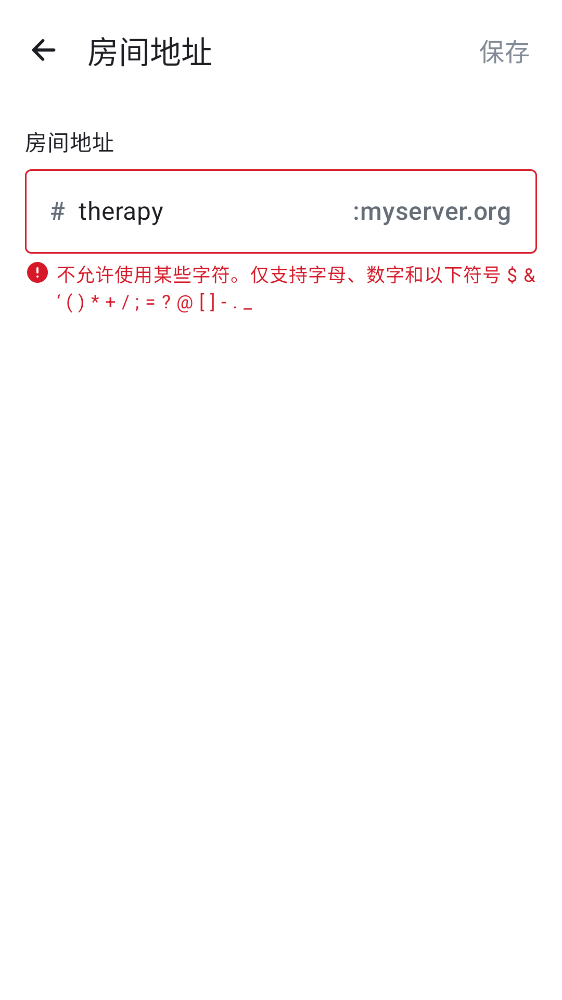 房间地址
保存
房间地址
# therapy :myserver.org
不允许使用某些字符。仅支持字母、数字和以下符号 $ &
‘ ( ) * + / ; = ? @ [ ] - . _